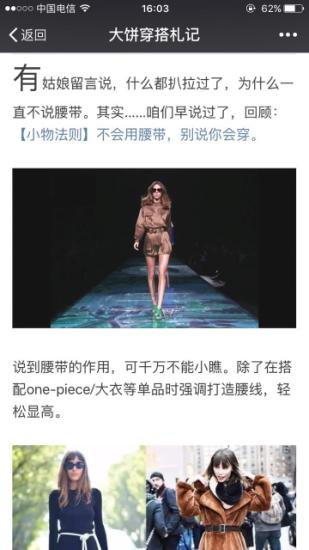 中国电信
16:03
62%
返回
大饼穿搭札记
有姑娘留言说，什么都扒拉过了，为什么一
直不说腰带。其实......咱们早说过了，回顾：
【小物法则】不会用腰带，别说你会穿。
说到腰带的作用，可千万不能小瞧。除了在搭
配one-piece/大衣等单品时强调打造腰线，轻
松显高。